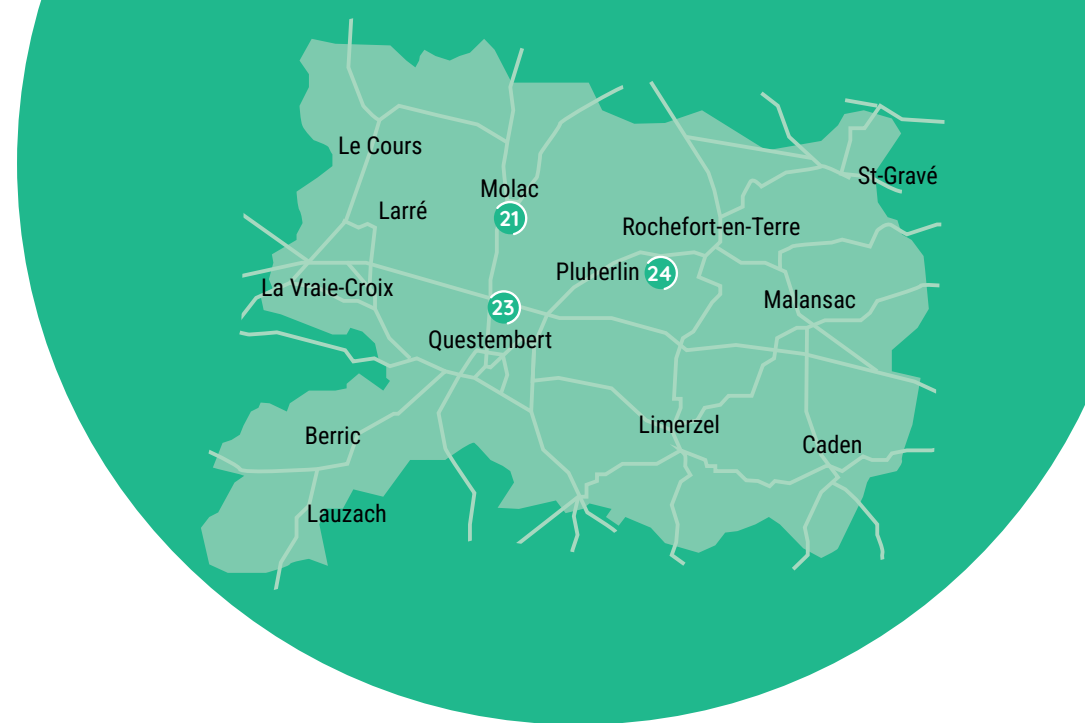 Le Cours
St-Gravé
Molac
Larré
21
Rochefort-en-Terre
Pluherlin
24
La Vraie-Croix
Malansac
23
Questembert
Limerzel
Berric
Caden
Lauzach